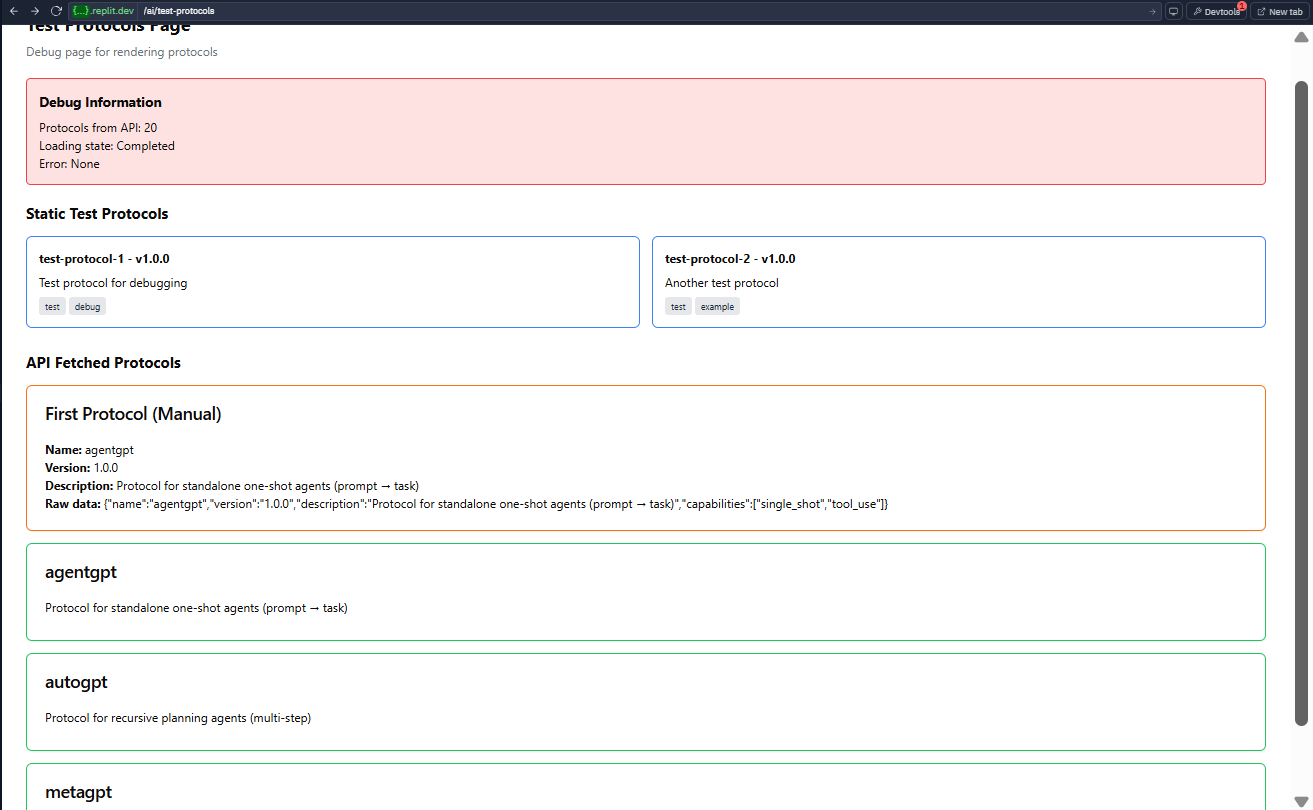 {...}.replit.dev /ai/test-protocols
Devtools 1 New tab
Test Protocols Page
Debug page for rendering protocols
Debug Information
Protocols from API: 20
Loading state: Completed
Error: None
Static Test Protocols
test-protocol-1 - v1.0.0
Test protocol for debugging
test debug
test-protocol-2 - v1.0.0
Another test protocol
test example
API Fetched Protocols
First Protocol (Manual)
Name: agentgpt
Version: 1.0.0
Description: Protocol for standalone one-shot agents (prompt → task)
Raw data: {"name":"agentgpt","version":"1.0.0","description":"Protocol for standalone one-shot agents (prompt → task)","capabilities":["single_shot","tool_use"]}
agentgpt
Protocol for standalone one-shot agents (prompt → task)
autogpt
Protocol for recursive planning agents (multi-step)
metagpt